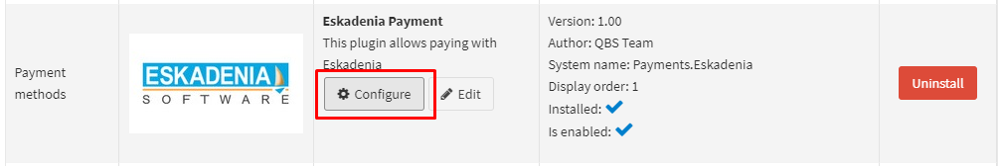 Payment
methods
ESKADENIA
SOFTWARE
Eskadenia Payment
This plugin allows paying with
Eskadenia
Configure
Edit
Version: 1.00
Author: QBS Team
System name: Payments.Eskadenia
Display order: 1
Installed:
Is enabled:
Uninstall